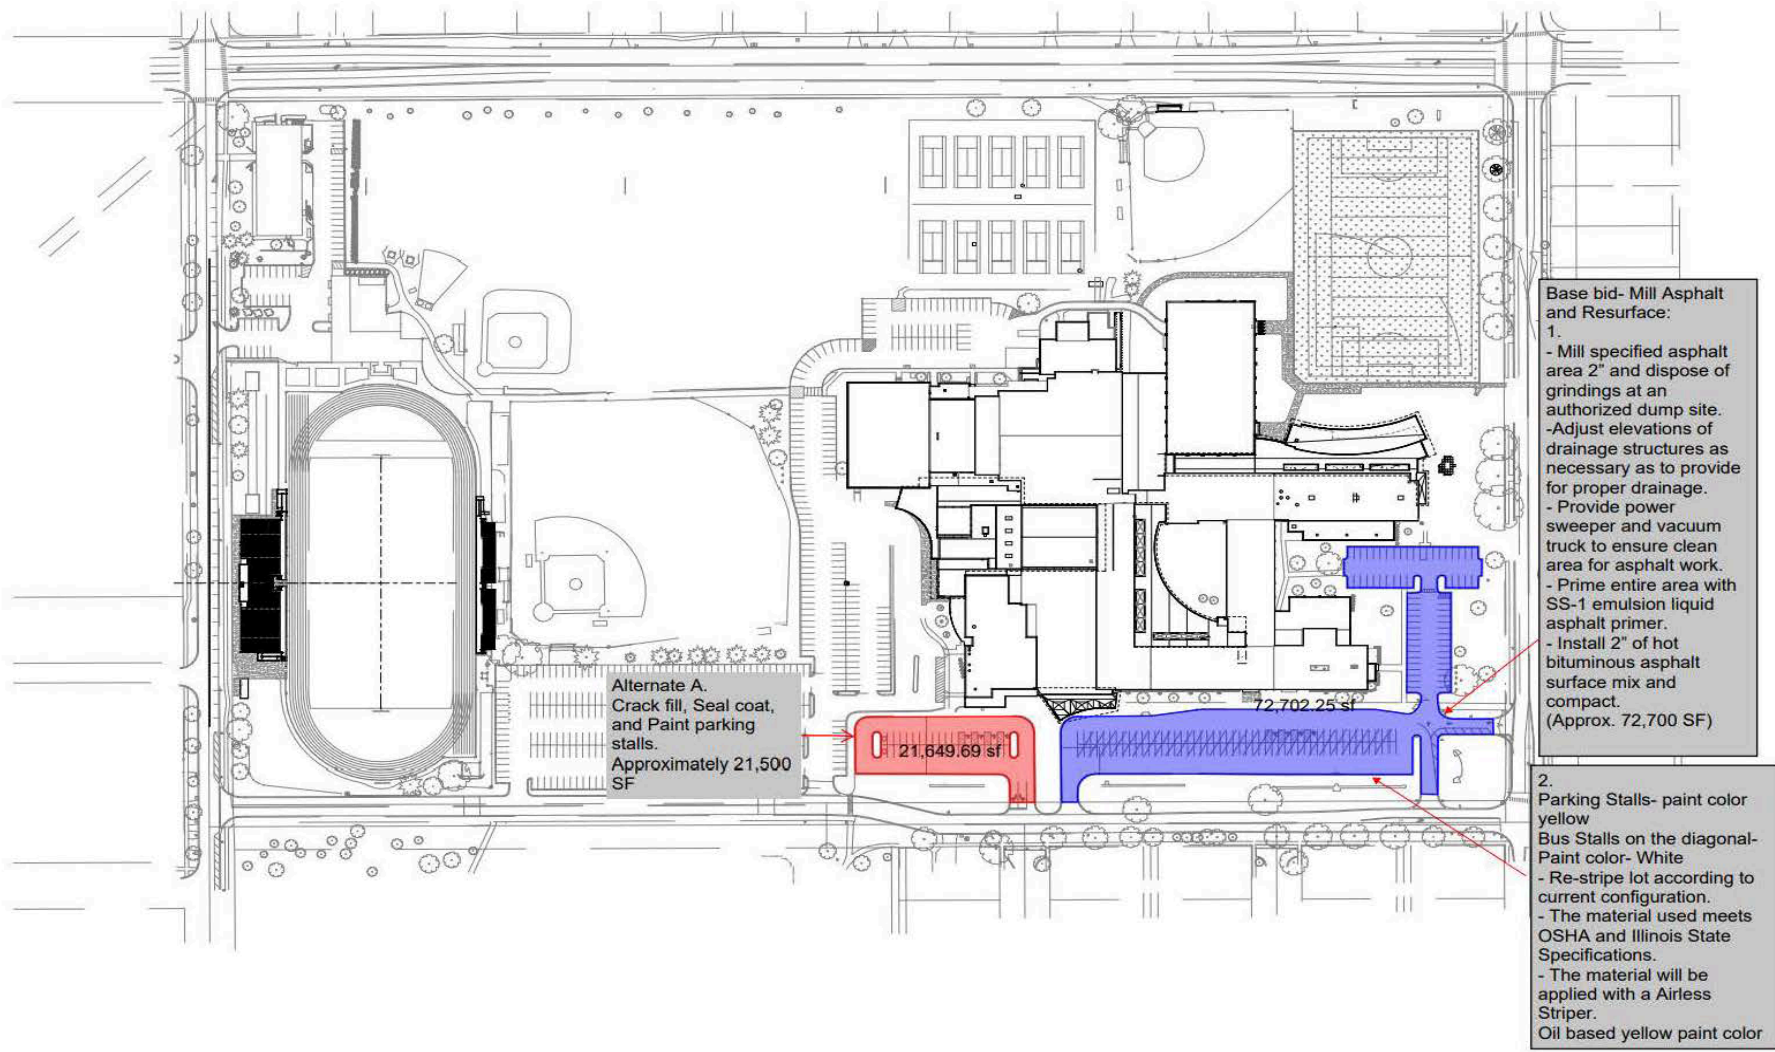 Base bid- Mill Asphalt
and Resurface:
1.
- Mill specified asphalt
area 2" and dispose of
grindings at an
authorized dump site.
-Adjust elevations of
drainage structures as
necessary as to provide
for proper drainage.
- Provide power
sweeper and vacuum
truck to ensure clean
area for asphalt work.
- Prime entire area with
SS-1 emulsion liquid
asphalt primer.
- Install 2" of hot
bituminous asphalt
surface mix and
compact.
(Approx. 72,700 SF)
Alternate A.
Crack fill, Seal coat,
and Paint parking
stalls.
Approximately 21,500
SF
21,649.69 sf
72,702.25 sf
2.
Parking Stalls- paint color
yellow
Bus Stalls on the diagonal-
Paint color- White
- Re-stripe lot according to
current configuration.
- The material used meets
OSHA and Illinois State
Specifications.
- The material will be
applied with a Airless
Striper.
Oil based yellow paint color